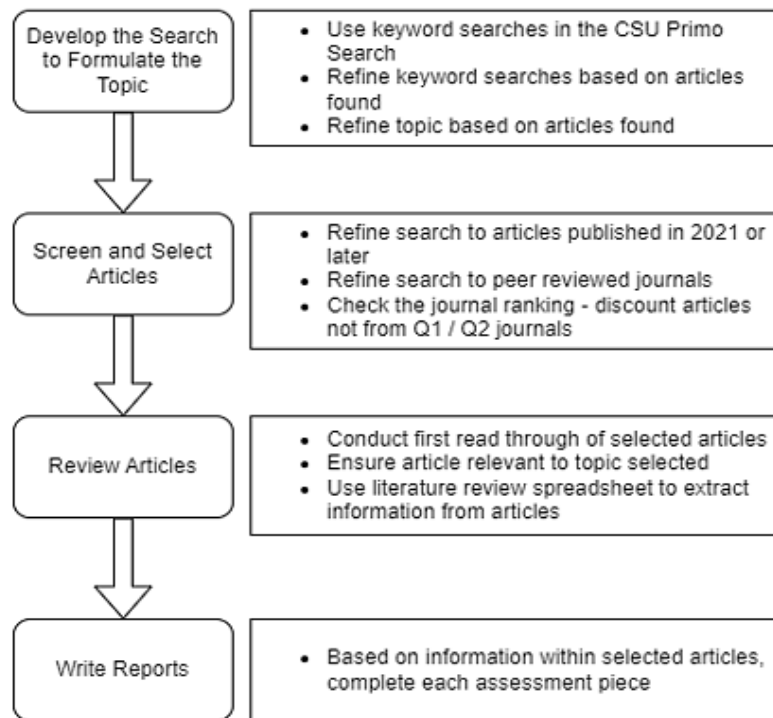 Develop the Search
to Formulate the
Topic
• Use keyword searches in the CSU Primo
Search
• Refine keyword searches based on articles
found
• Refine topic based on articles found
Screen and Select
Articles
• Refine search to articles published in 2021 or
later
• Refine search to peer reviewed journals
• Check the journal ranking - discount articles
not from Q1 / Q2 journals
Review Articles
• Conduct first read through of selected articles
• Ensure article relevant to topic selected
• Use literature review spreadsheet to extract
information from articles
Write Reports
• Based on information within selected articles,
complete each assessment piece